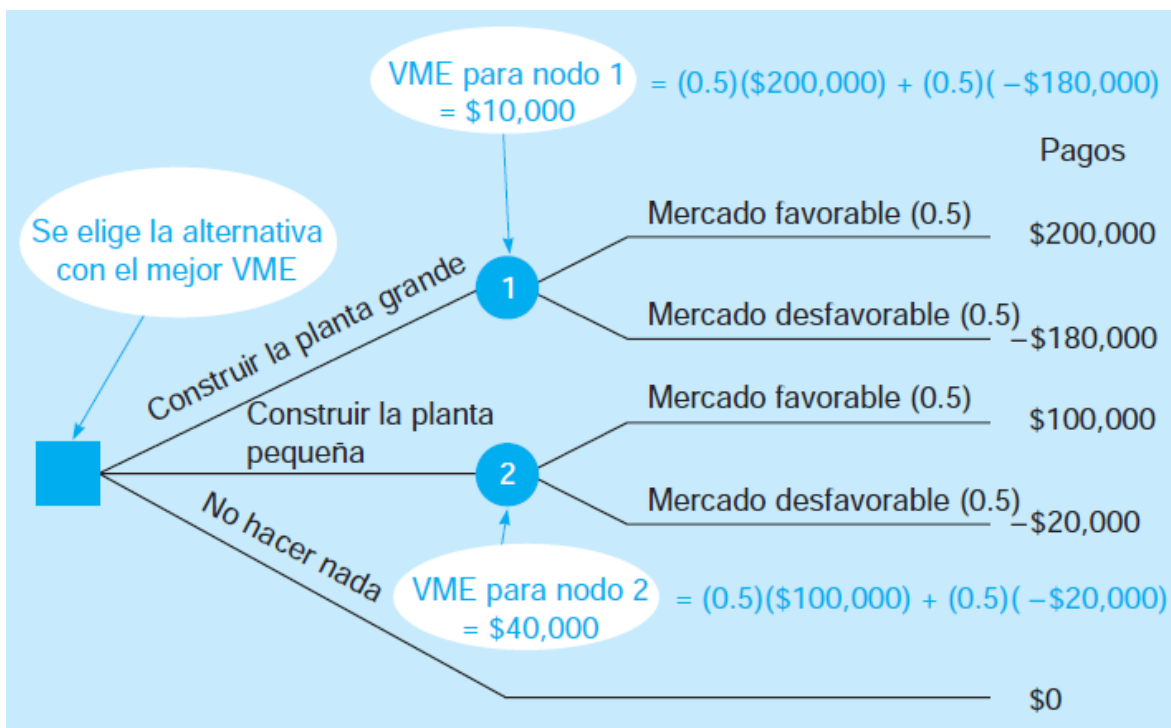 VME para nodo 1
= $10,000
= (0.5)($200,000) + (0.5)( –$180,000)
Pagos
Se elige la alternativa
con el mejor VME
Construir la planta grande
1
Mercado favorable (0.5)
$200,000
Mercado desfavorable (0.5)
–$180,000
Construir la planta
pequeña
2
Mercado favorable (0.5)
$100,000
Mercado desfavorable (0.5)
–$20,000
No hacer nada
VME para nodo 2
= $40,000
= (0.5)($100,000) + (0.5)( –$20,000)
$0